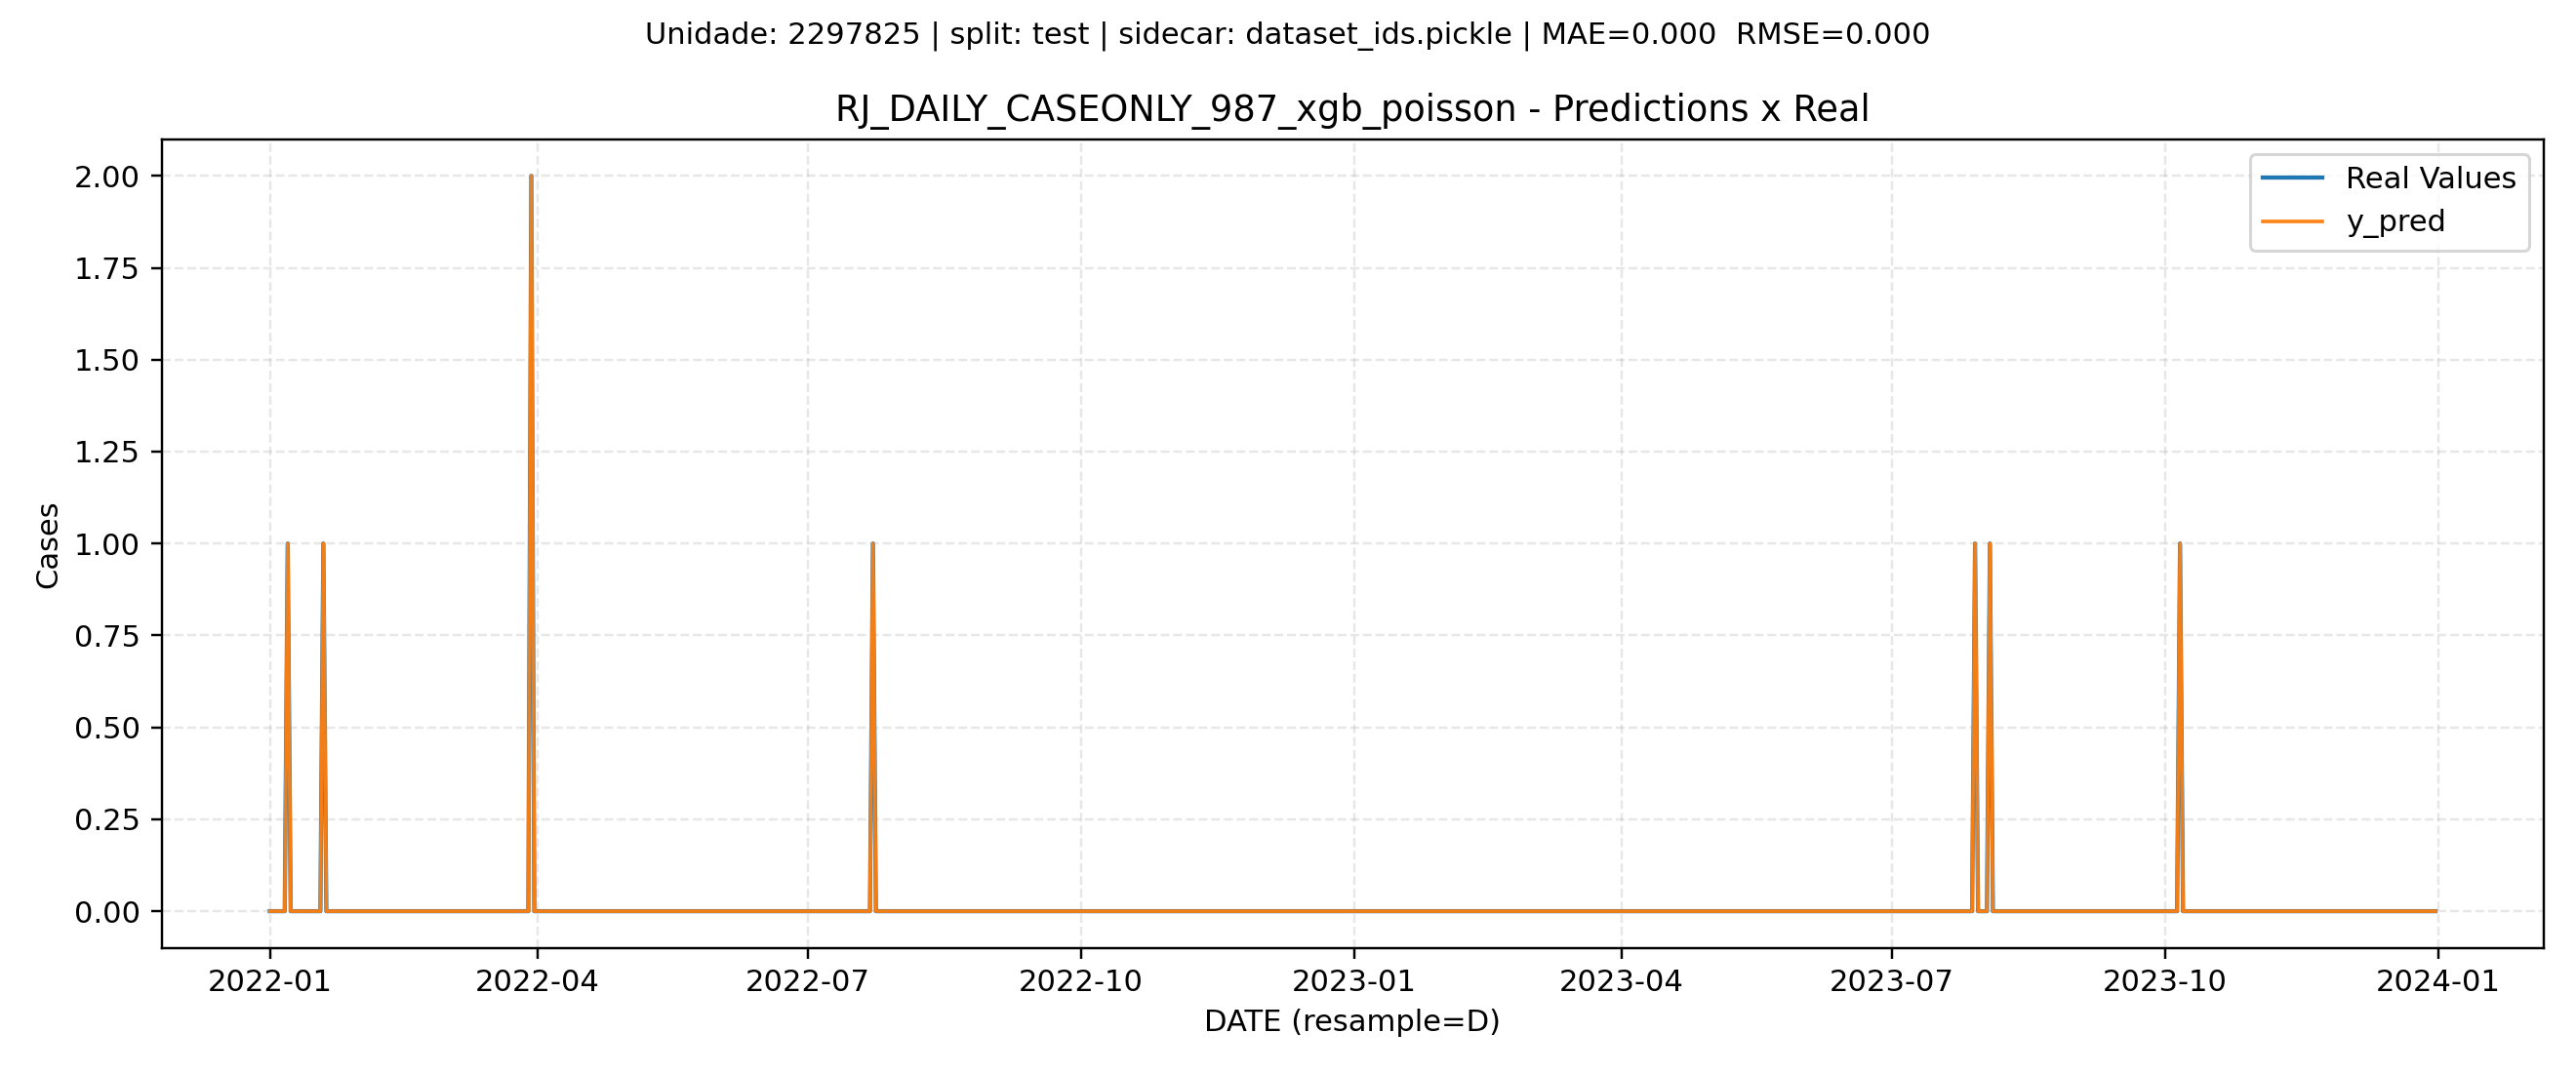 Unidade: 2297825 | split: test | sidecar: dataset_ids.pickle | MAE=0.000  RMSE=0.000
RJ_DAILY_CASEONLY_987_xgb_poisson - Predictions x Real
Real Values
y_pred
Cases
2.00
1.75
1.50
1.25
1.00
0.75
0.50
0.25
0.00
2022-01 2022-04 2022-07 2022-10 2023-01 2023-04 2023-07 2023-10 2024-01
DATE (resample=D)